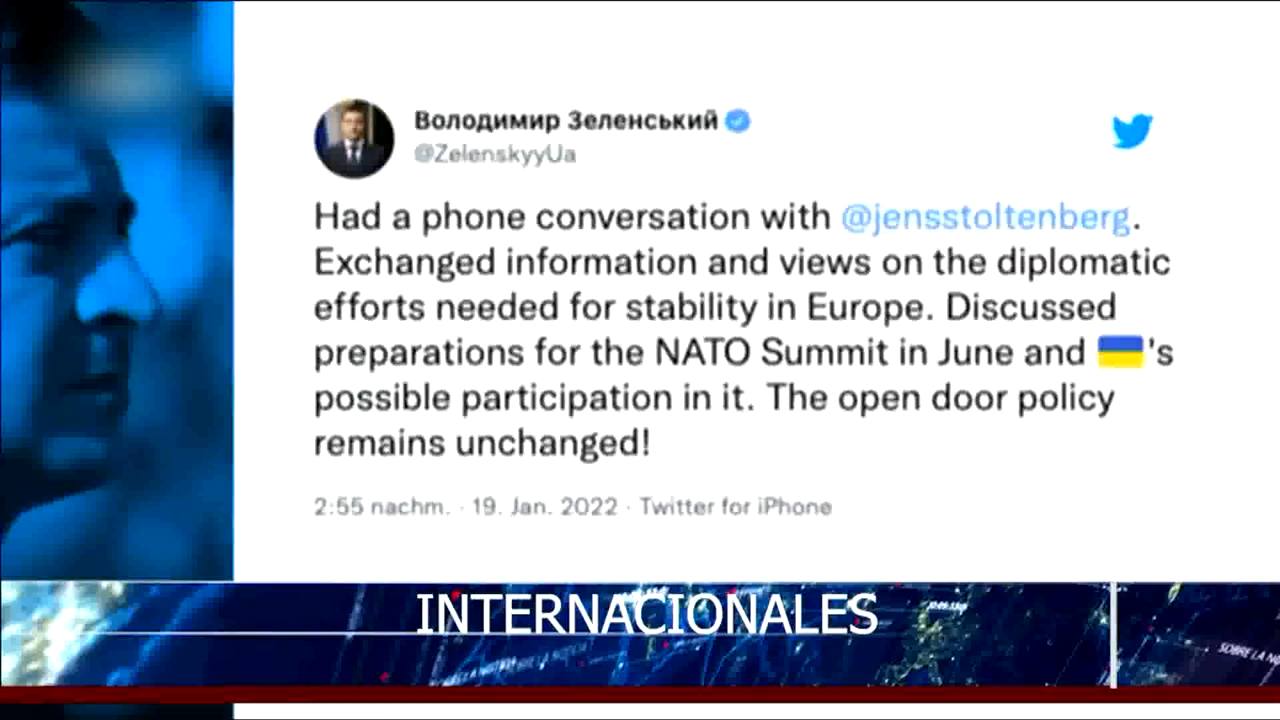 Володимир Зеленський
@ZelenskyyUa
Had a phone conversation with @jensstoltenberg.
Exchanged information and views on the diplomatic
efforts needed for stability in Europe. Discussed
preparations for the NATO Summit in June and 🇺🇦's
possible participation in it. The open door policy
remains unchanged!
2:55 nachm. · 19. Jan. 2022 · Twitter for iPhone
INTERNACIONALES
SOBRE LA